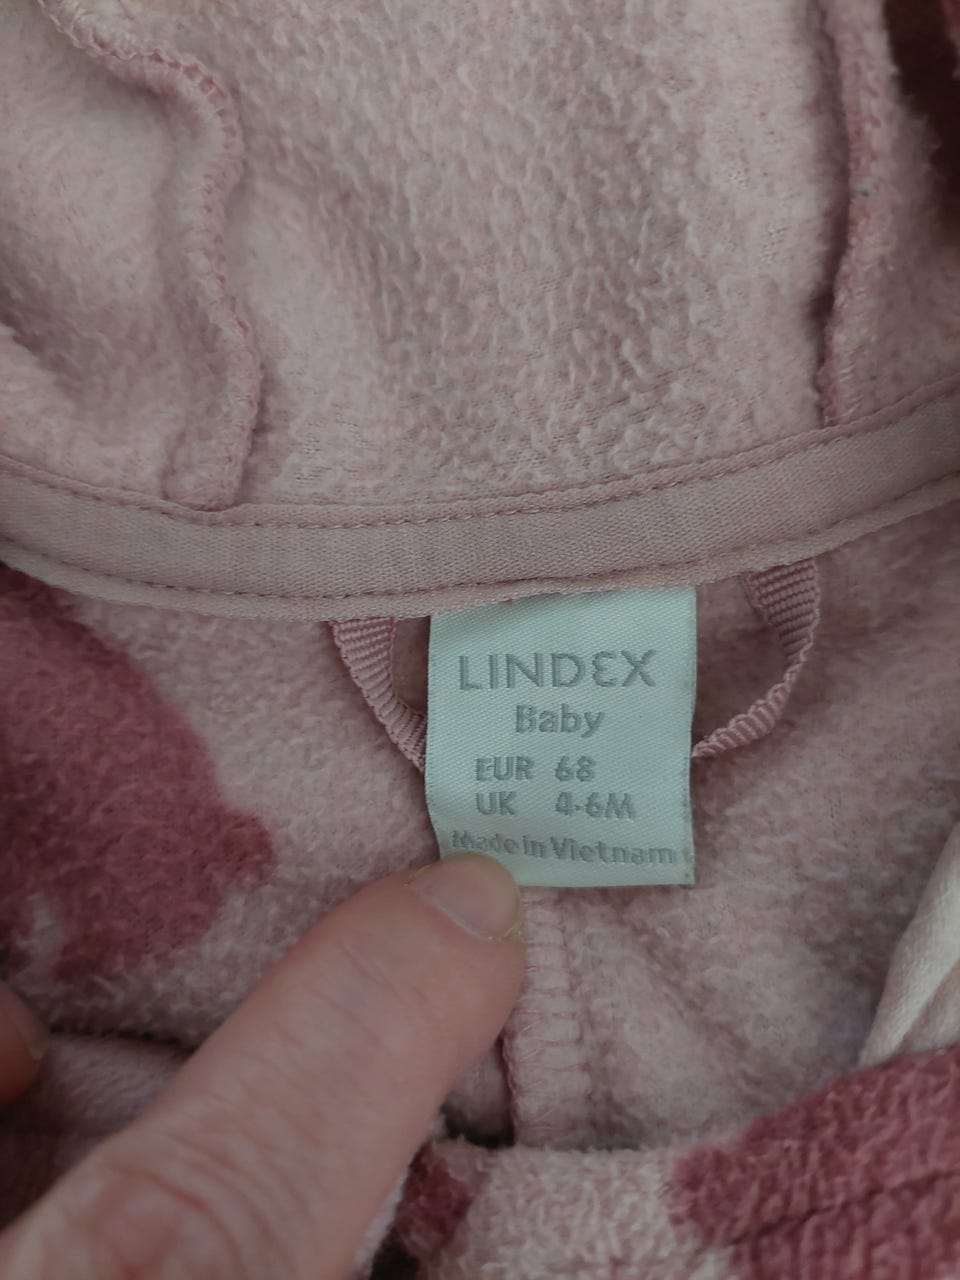 LINDEX
Baby
EUR 68
UK 4-6M
Made in Vietnam